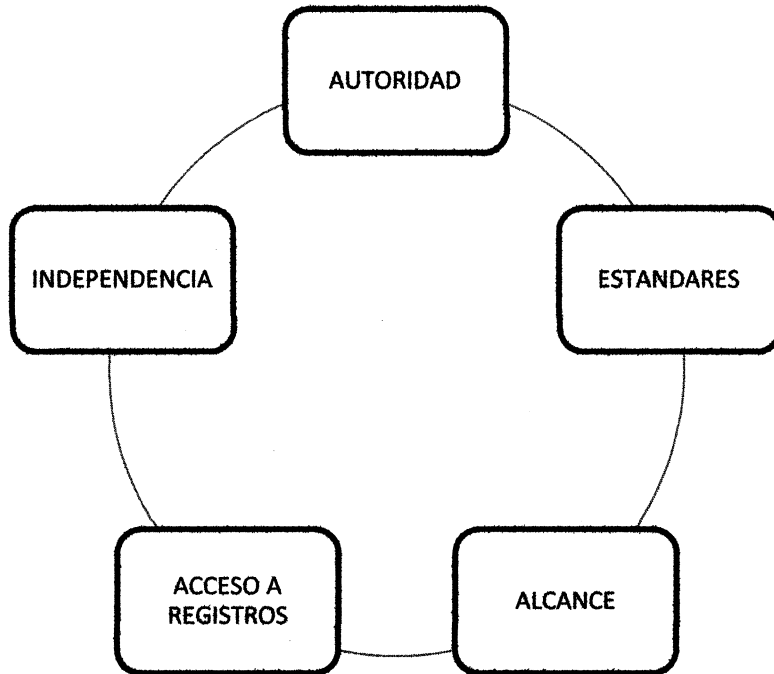 AUTORIDAD
ESTANDARES
ALCANCE
ACCESO A
REGISTROS
INDEPENDENCIA